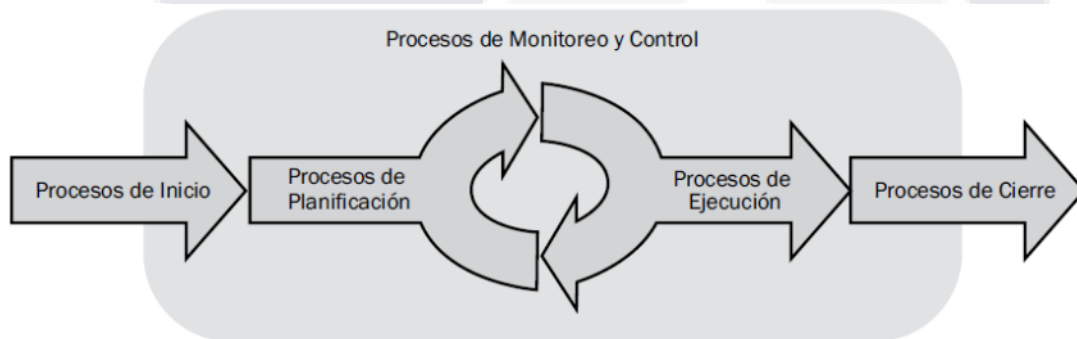 Procesos de Monitoreo y Control
Procesos de Inicio
Procesos de
Planificación
Procesos de
Ejecución
Procesos de Cierre